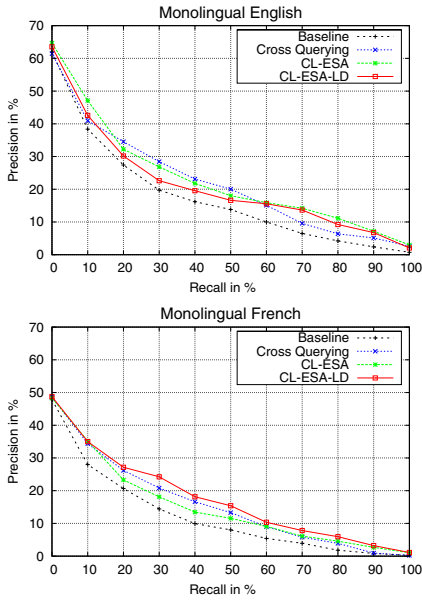 Monolingual English
70
60
50
40
30
20
10
0
Precision in %
Baseline
Cross Querying
CL-ESA
CL-ESA-LD
0 10 20 30 40 50 60 70 80 90 100
Recall in %
Monolingual French
70
60
50
40
30
20
10
0
Precision in %
Baseline
Cross Querying
CL-ESA
CL-ESA-LD
0 10 20 30 40 50 60 70 80 90 100
Recall in %